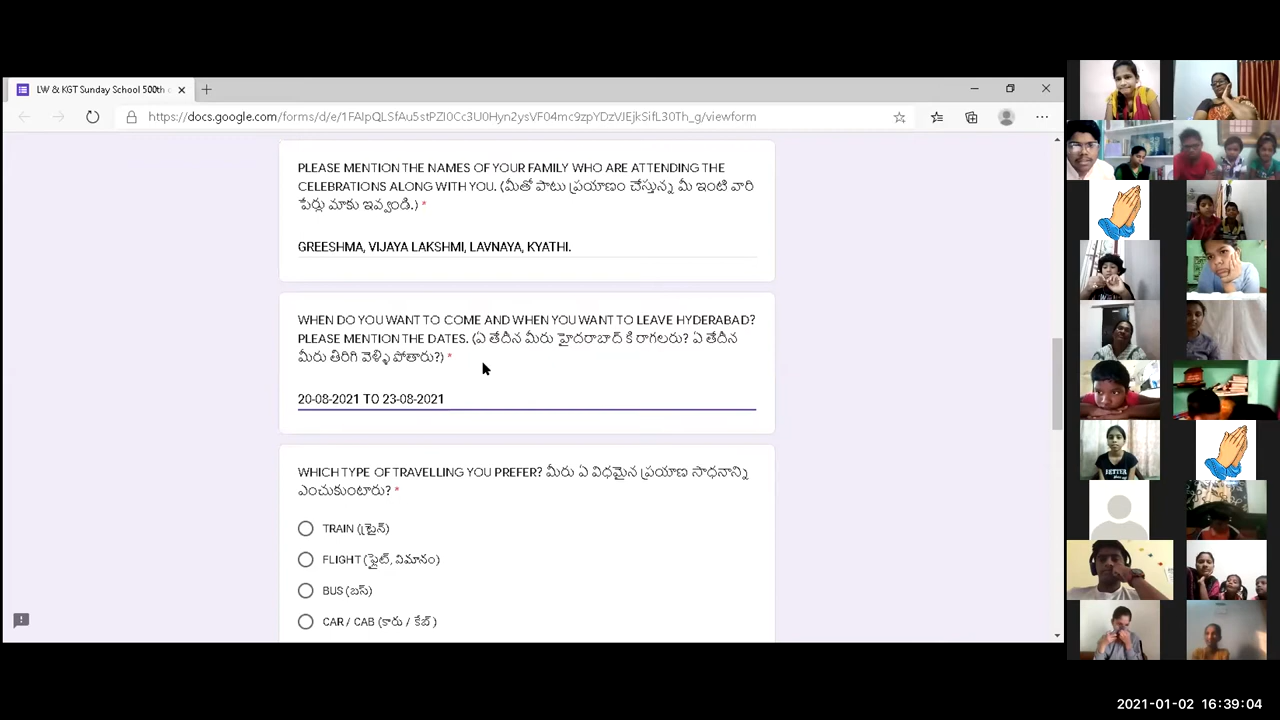 LW & KGT Sunday School 500th
https://docs.google.com/forms/d/e/1FAIpQLSfAu5stPZI0Cc3U0Hyn2ysVF04mc9zpYDzVJEjkSifL30Th_g/viewform
PLEASE MENTION THE NAMES OF YOUR FAMILY WHO ARE ATTENDING THE
CELEBRATIONS ALONG WITH YOU. (మీతో పాటు ప్రయాణం చేస్తున్న మీ ఇంటి వారి
పేర్లు మాకు ఇవ్వండి.) *
GREESHMA, VIJAYA LAKSHMI, LAVNAYA, KYATHI.
WHEN DO YOU WANT TO COME AND WHEN YOU WANT TO LEAVE HYDERABAD?
PLEASE MENTION THE DATES. (ఏ తేదీన మీరు హైదరాబాద్ కి రాగలరు? ఏ తేదీన
మీరు తిరిగి వెళ్ళి పోతారు?) *
20-08-2021 TO 23-08-2021
WHICH TYPE OF TRAVELLING YOU PREFER? మీరు ఏ విధమైన ప్రయాణ సాధనాన్ని
ఎంచుకుంటారు? *
TRAIN (ట్రైన్)
FLIGHT (ఫ్లైట్, విమానం)
BUS (బస్)
CAR / CAB (కారు / కేబ్)
BETTER
2021-01-02 16:39:04